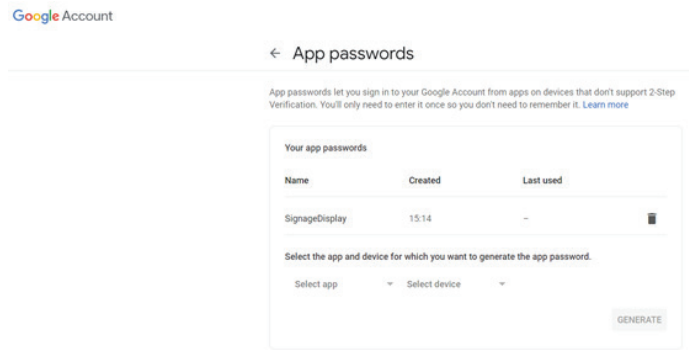 Google Account
← App passwords
App passwords let you sign in to your Google Account from apps on devices that don't support 2-Step
Verification. You'll only need to enter it once so you don't need to remember it. Learn more
Your app passwords
Name Created Last used
SignageDisplay 15:14 –
Select the app and device for which you want to generate the app password.
Select app Select device
GENERATE